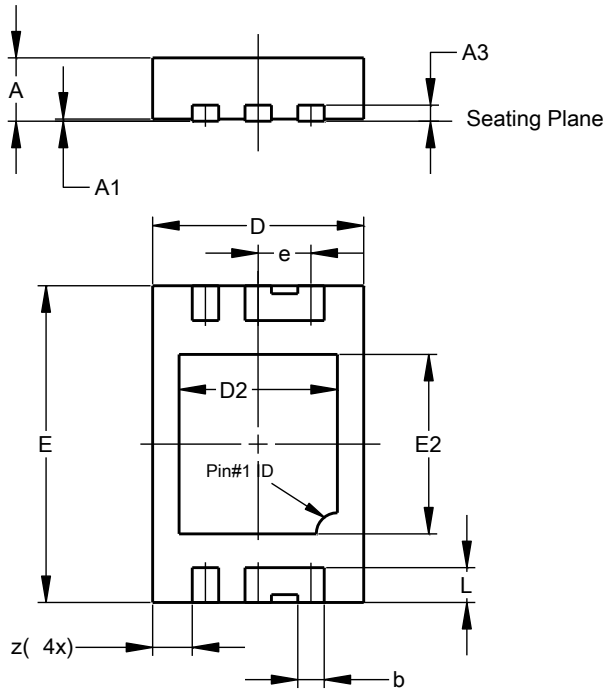 A
A3
Seating Plane
A1
D
e
D2
E
E2
Pin#1 ID
L
z( 4x)
b